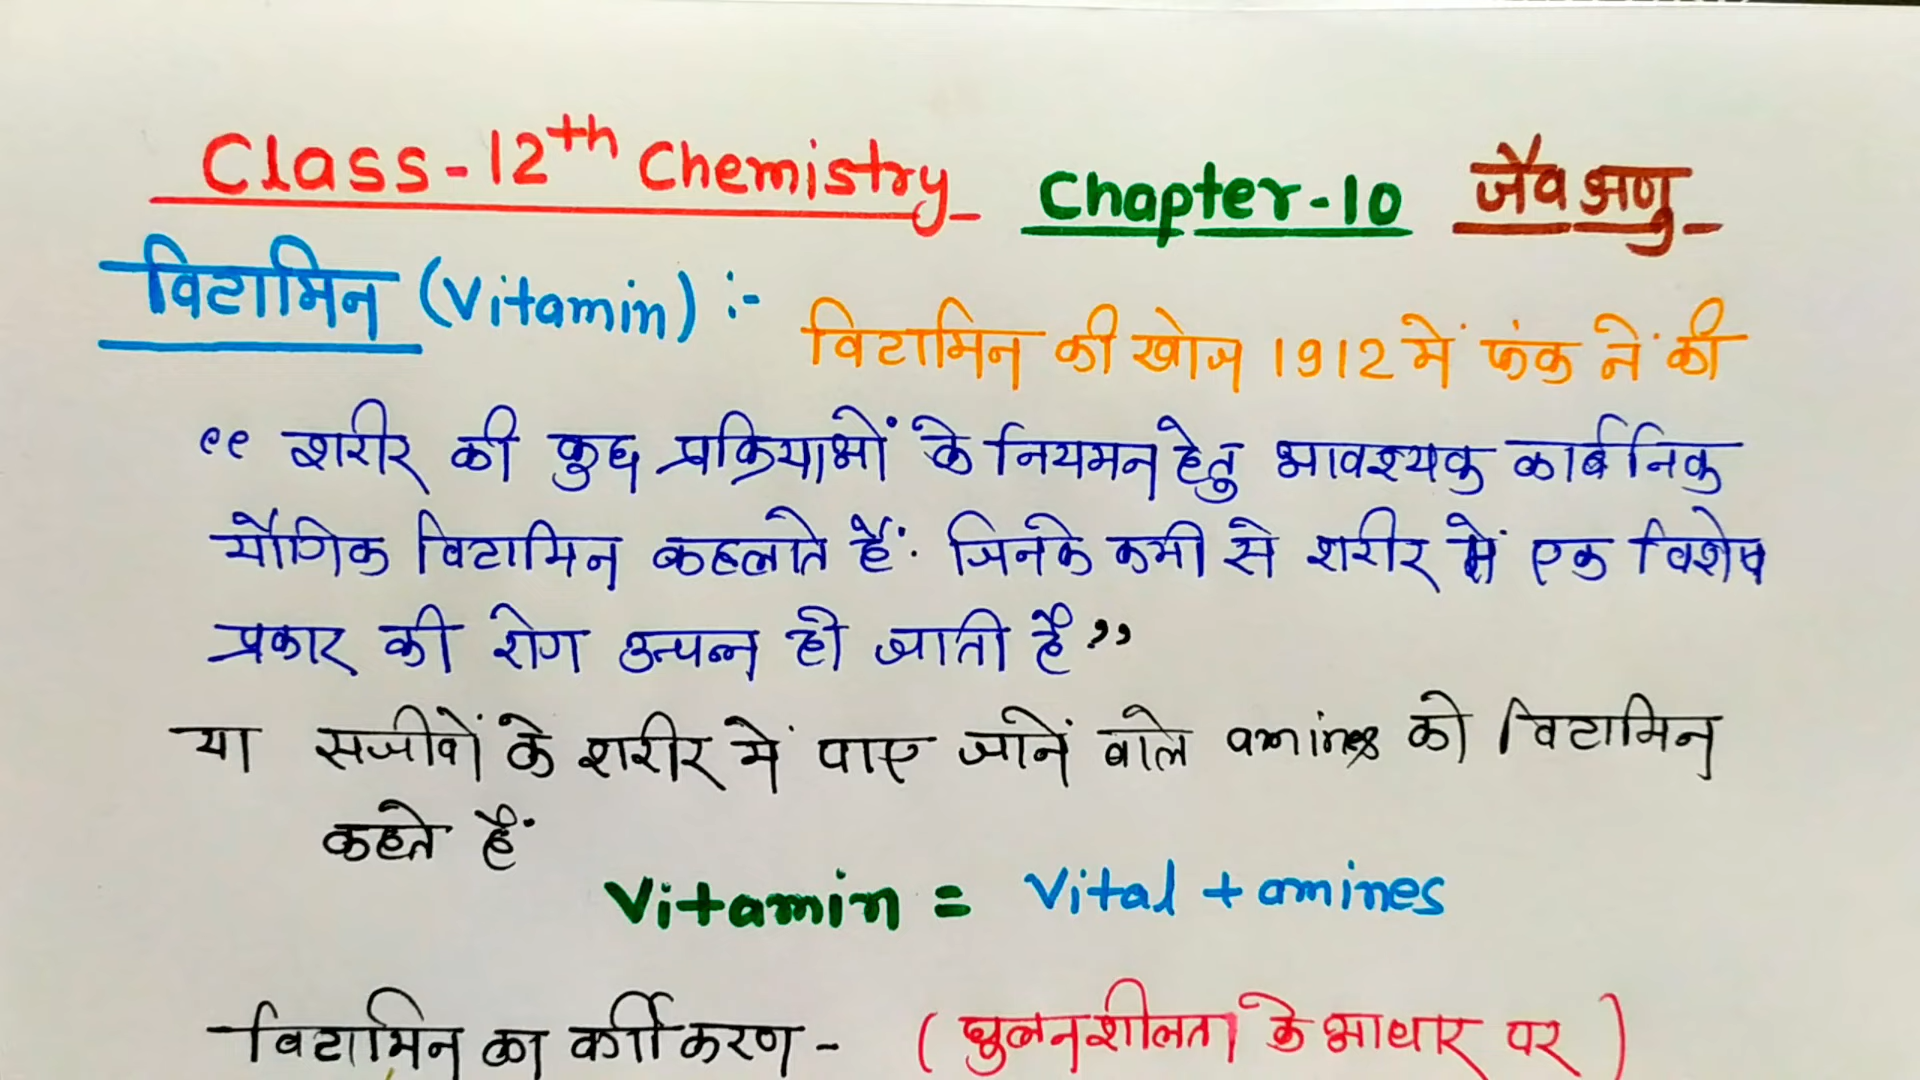 Class-12th Chemistry Chapter-10 जैव अणु
विटामिन (Vitamin) :-
विटामिन की खोज 1912 में फंक नें की
“ शरीर की कुछ प्रक्रियाओं के नियमन हेतु आवश्यक कार्बनिक
यौगिक विटामिन कहलाते हैं. जिनके कमी से शरीर में एक विशेष
प्रकार की रोग उत्पन्न हो जाती है ”
या सजीवों के शरीर में पाए जानें वाले amines को विटामिन
कहते हैं
Vitamin = Vital + amines
विटामिन का वर्गीकरण - ( घुलनशीलता के आधार पर )